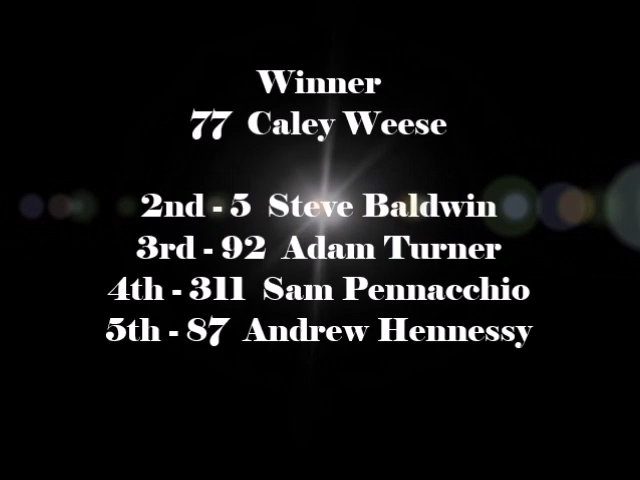 Winner
77 Caley Weese
2nd - 5 Steve Baldwin
3rd - 92 Adam Turner
4th - 311 Sam Pennacchio
5th - 87 Andrew Hennessy